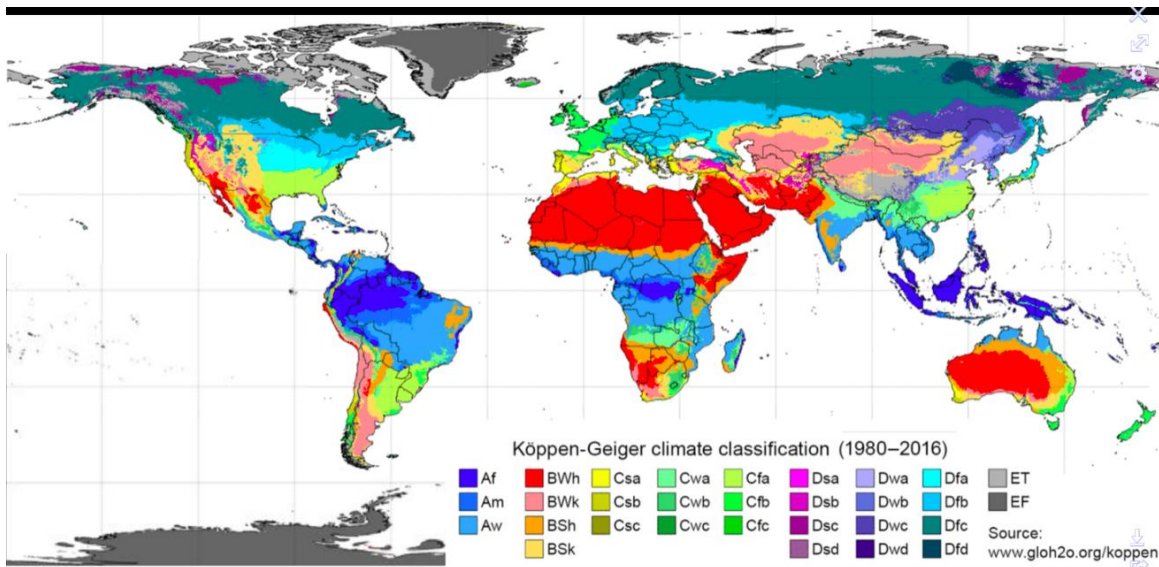 Köppen-Geiger climate classification (1980–2016)
Af BWh Csa Cwa Cfa Dsa Dwa Dfa ET
Am BWk Csb Cwb Cfb Dsb Dwb Dfb EF
Aw BSh Csc Cwc Cfc Dsc Dwc Dfc
BSk Dsd Dwd Dfd
Source:
www.gloh2o.org/koppen